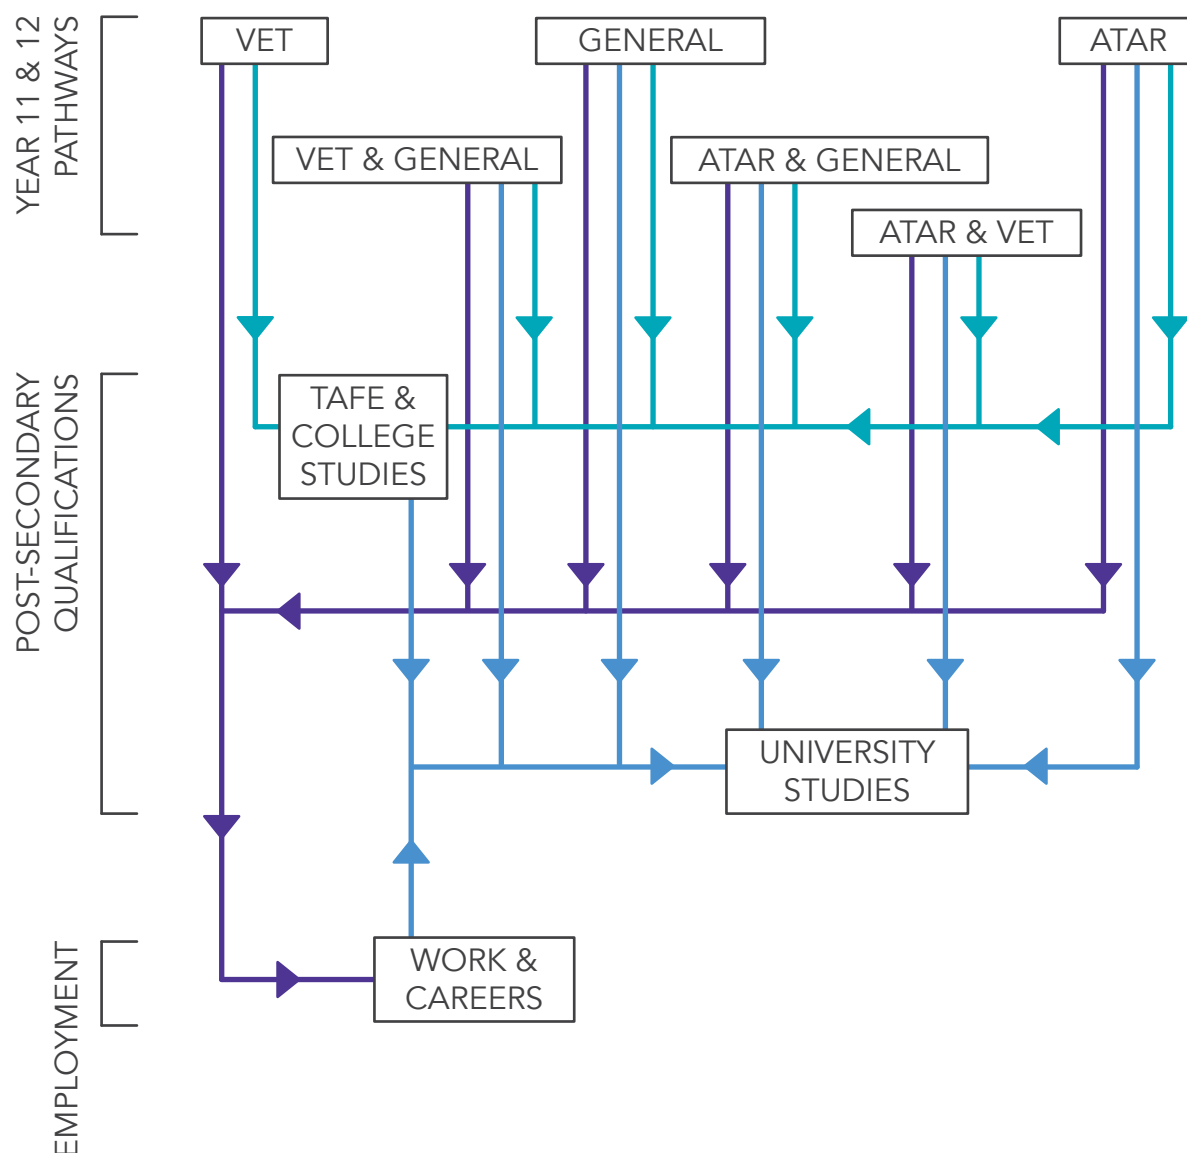 YEAR 11 & 12
PATHWAYS
VET
GENERAL
ATAR
VET & GENERAL
ATAR & GENERAL
ATAR & VET
POST-SECONDARY
QUALIFICATIONS
TAFE &
COLLEGE
STUDIES
UNIVERSITY
STUDIES
EMPLOYMENT
WORK &
CAREERS